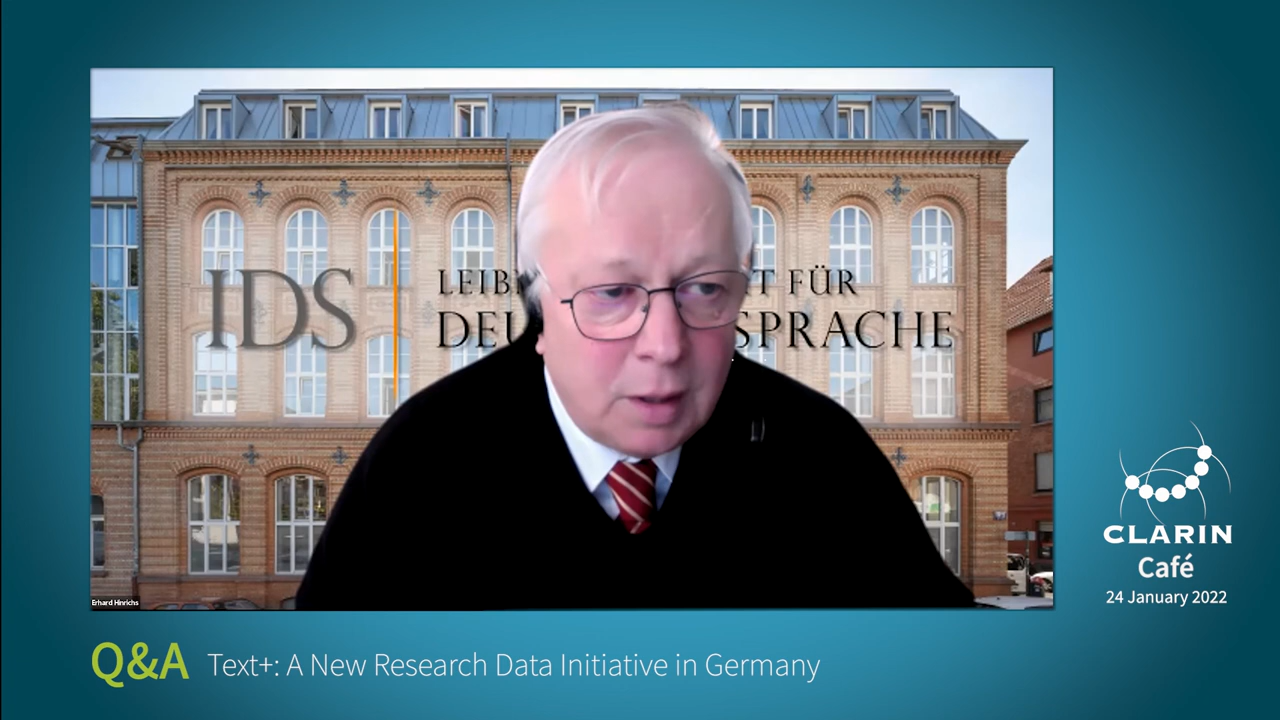 IDS
LEIB T FÜR
DEU SPRACHE
Erhard Hinrichs
CLARIN
Café
24 January 2022
Q&A Text+: A New Research Data Initiative in Germany